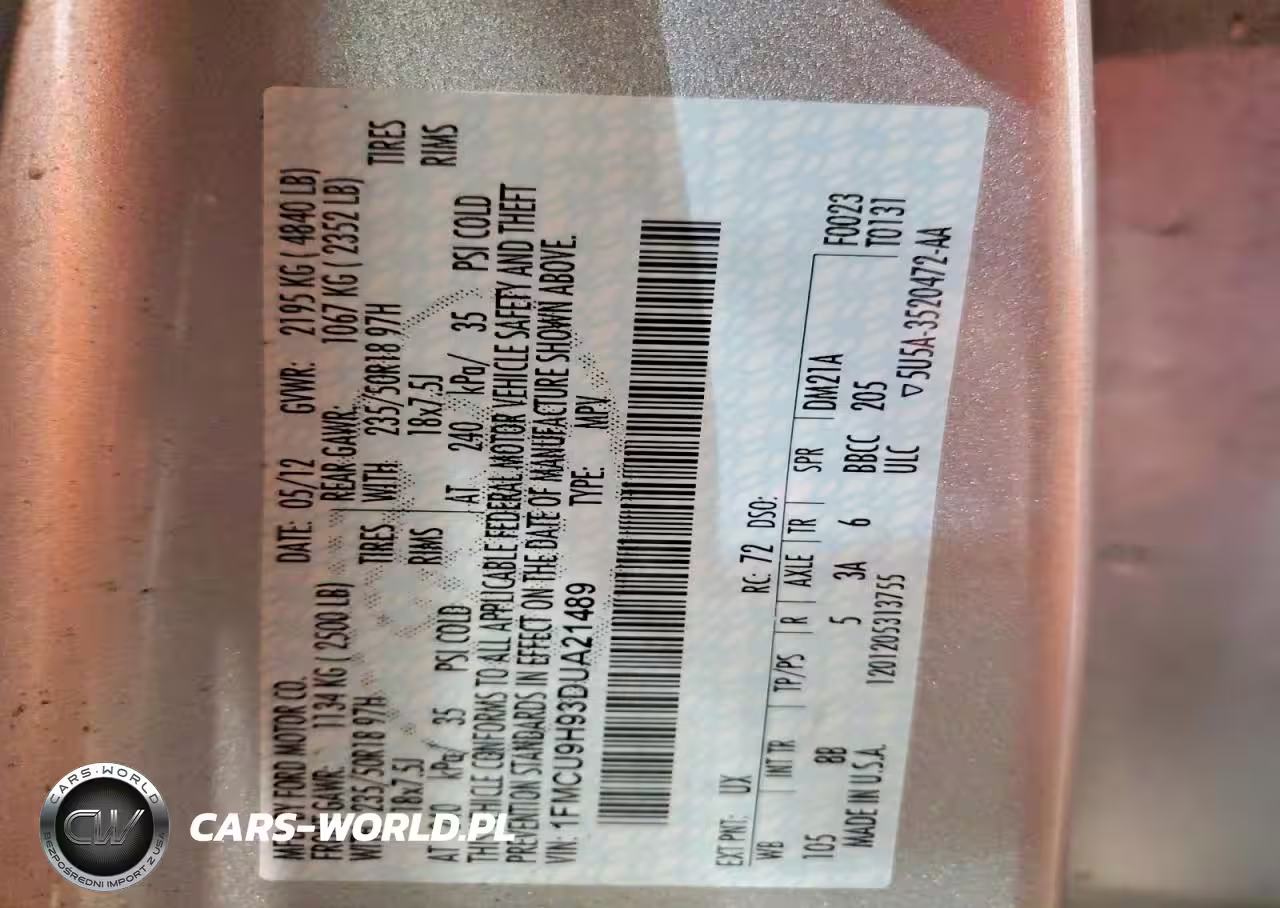 MFD BY FORD MOTOR CO.
DATE: 05/12 GVWR: 2195 KG ( 4840 LB)
GAWR: 1134 KG ( 2500 LB) REAR GAWR: 1067 KG ( 2352 LB)
235/50R18 97H TIRES WITH 235/50R18 97H TIRES
18x7.5J RIMS 18x7.5J RIMS
AT kPa/ 35 PSI COLD AT 240 kPa/ 35 PSI COLD
THIS VEHICLE CONFORMS TO ALL APPLICABLE FEDERAL MOTOR VEHICLE SAFETY AND THEFT
PREVENTION STANDARDS IN EFFECT ON THE DATE OF MANUFACTURE SHOWN ABOVE.
VIN: 1FMCU9H93DUA21489 TYPE: MPV
EXT PNT: UX RC: 72 DSO:
WB INT TR TP/PS R AXLE TR SPR DM21A F0023
105 8B 5 3A 6 BBCC 205 T0131
MADE IN U.S.A. 1201205313755 ULC ▽5U5A-3520472-AA
CARS-WORLD
CW
BEZPOŚREDNI IMPORT Z USA
CARS-WORLD.PL